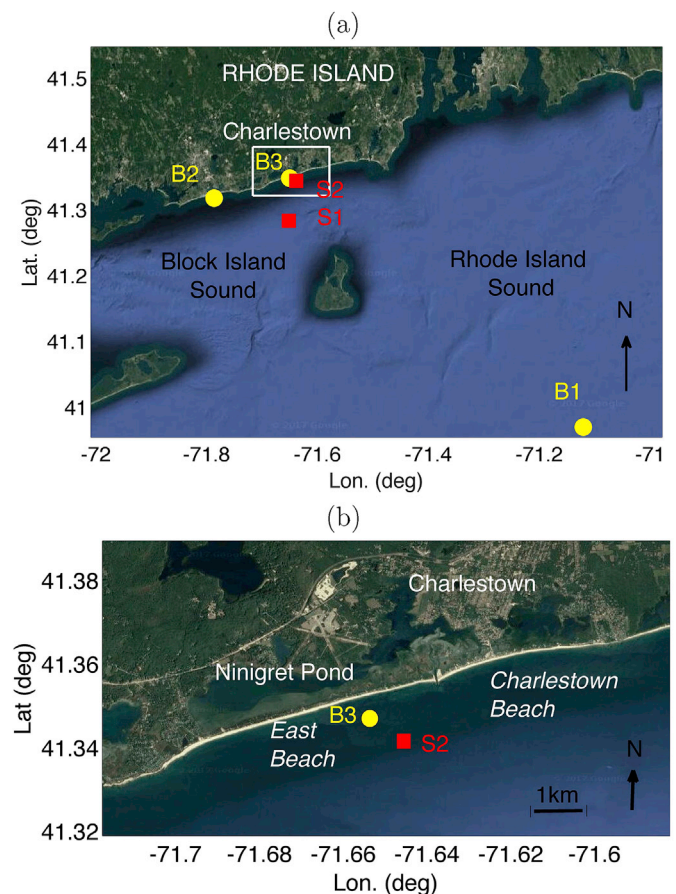 (a)
41.5
RHODE ISLAND
41.4
Charlestown
B2
B3
S2
41.3
S1
Lat. (deg)
Block Island
Sound
Rhode Island
Sound
41.2
N
41.1
B1
41
-72
-71.8
-71.6
-71.4
-71.2
-71
Lon. (deg)
(b)
41.38
Charlestown
41.36
Ninigret Pond
Charlestown
Beach
B3
East
Beach
S2
Lat (deg)
41.34
N
1km
41.32
-71.7
-71.68
-71.66
-71.64
-71.62
-71.6
Lon. (deg)